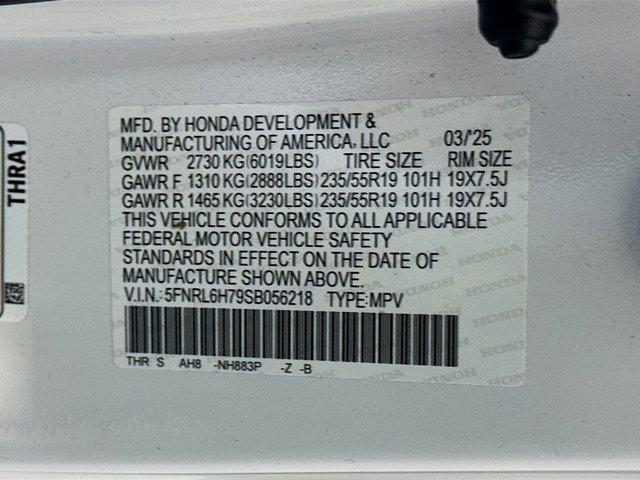 MFD. BY HONDA DEVELOPMENT &
MANUFACTURING OF AMERICA, LLC 03/'25
GVWR 2730 KG(6019LBS) TIRE SIZE RIM SIZE
GAWR F 1310 KG(2888LBS) 235/55R19 101H 19X7.5J
GAWR R 1465 KG(3230LBS) 235/55R19 101H 19X7.5J
THIS VEHICLE CONFORMS TO ALL APPLICABLE
FEDERAL MOTOR VEHICLE SAFETY
STANDARDS IN EFFECT ON THE DATE OF
MANUFACTURE SHOWN ABOVE.
V.I.N.: 5FNRL6H79SB056218 TYPE: MPV
THR S AH8 -NH883P -Z -B
THRA1